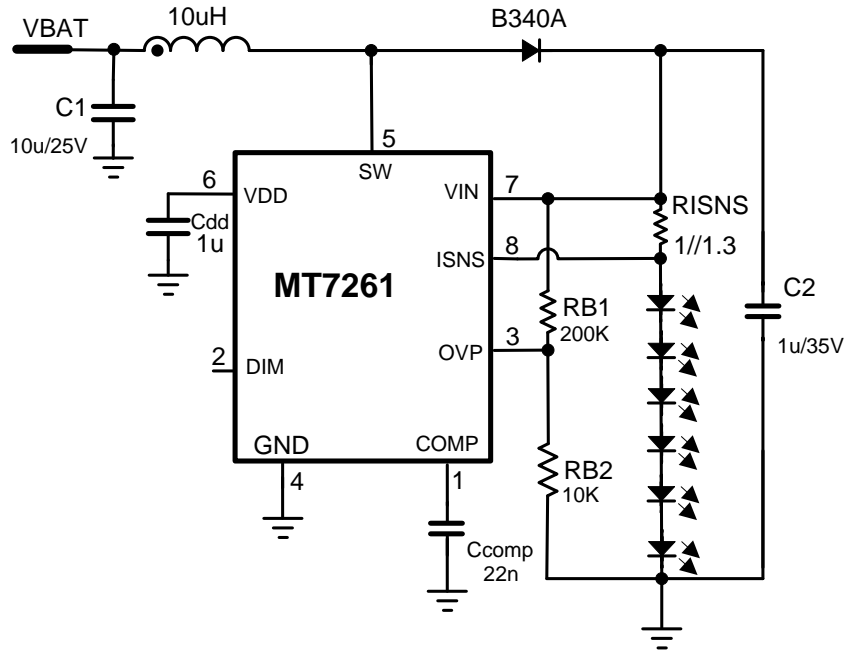 VBAT
10uH
B340A
C1
10u/25V
5
SW
6
VDD
VIN
7
RISNS
1//1.3
Cdd
1u
ISNS
8
MT7261
RB1
200K
C2
1u/35V
2
DIM
OVP
3
GND
COMP
4
1
RB2
10K
Ccomp
22n